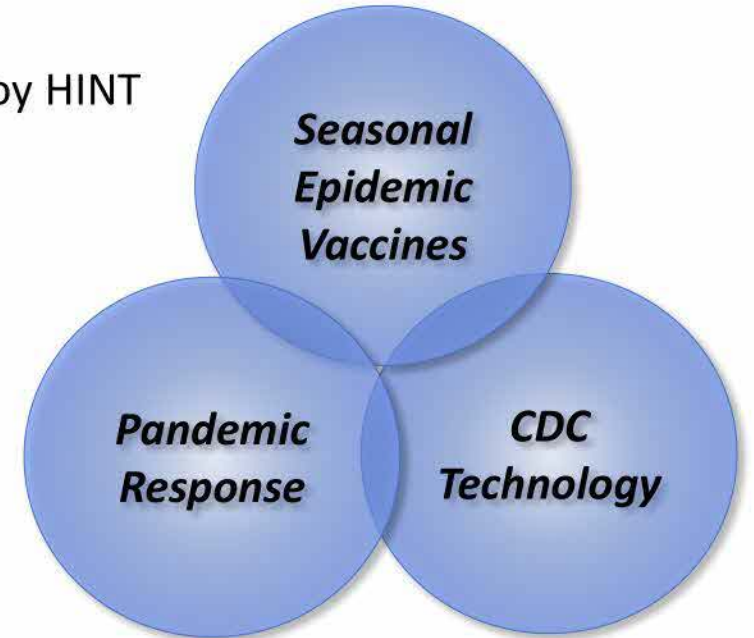 by HINT
Seasonal
Epidemic
Vaccines
Pandemic
Response
CDC
Technology